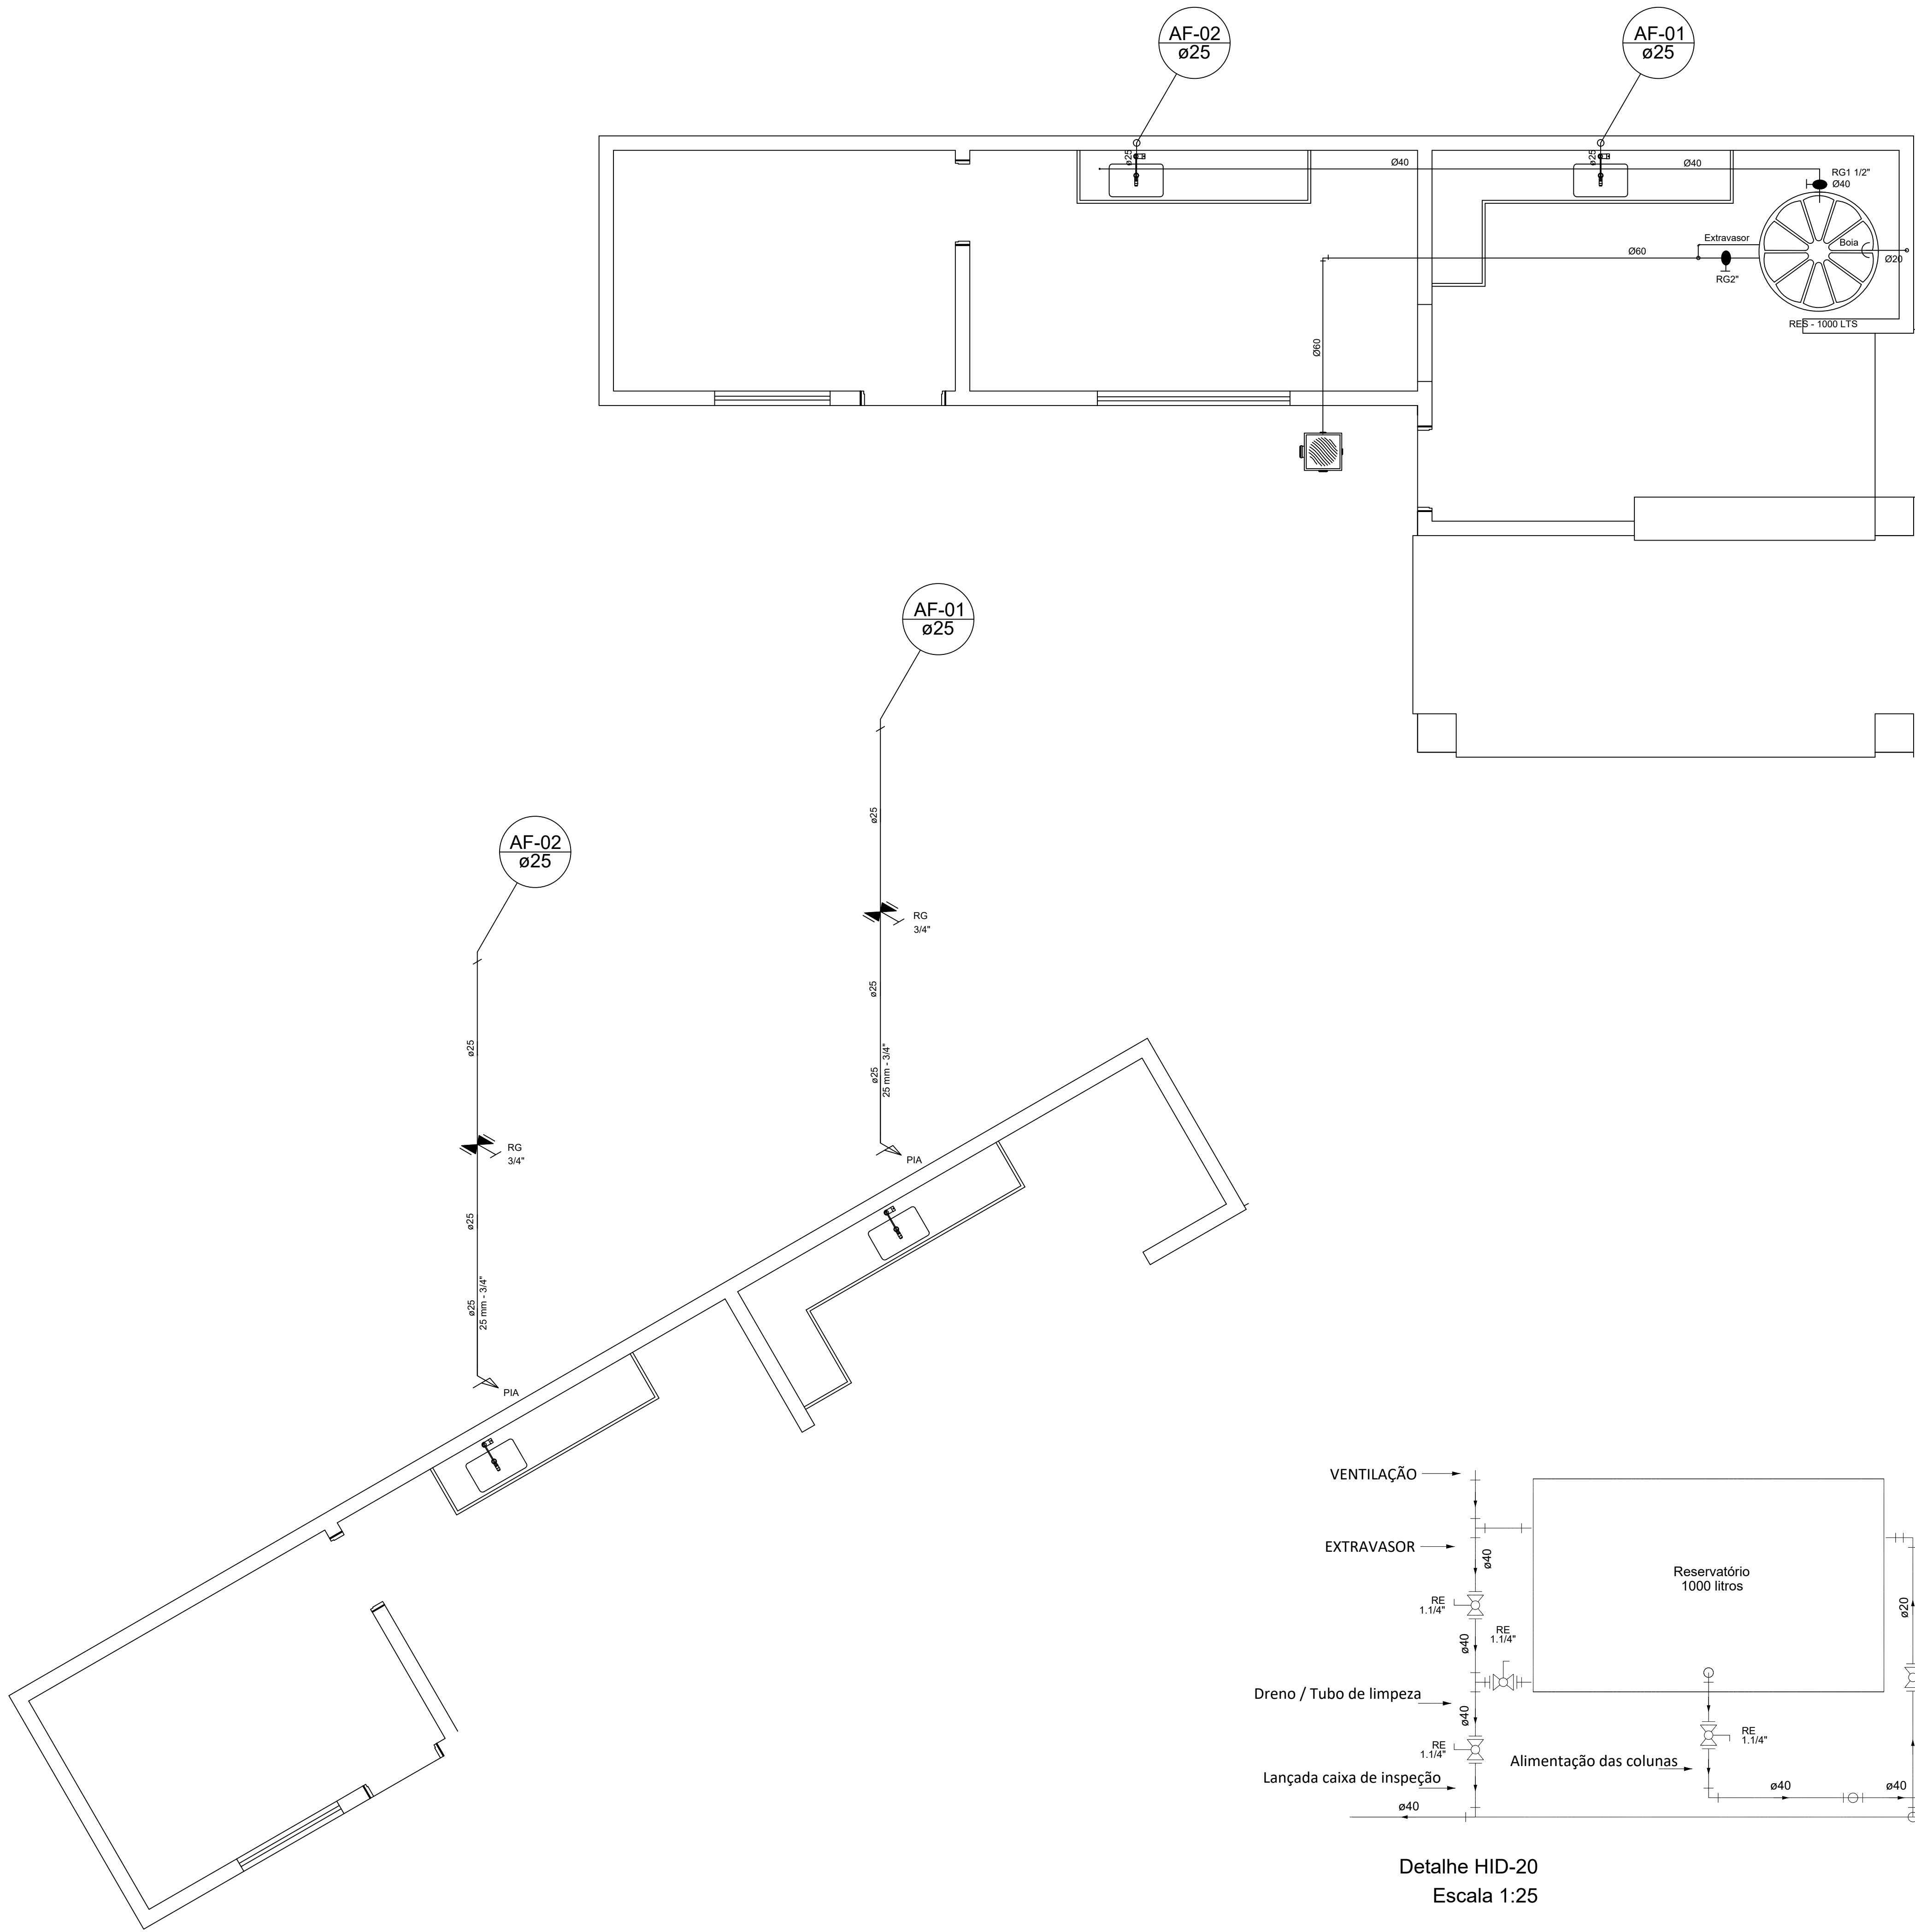 AF-02
ø25
AF-01
ø25
ø25
ø25
Ø40
Ø40
RG1 1/2"
Ø40
Extravasor
Boia
Ø60
Ø20
RG2"
RES - 1000 LTS
Ø60
AF-01
ø25
ø25
RG
3/4"
ø25
ø25
25 mm - 3/4"
PIA
AF-02
ø25
ø25
RG
3/4"
ø25
ø25
25 mm - 3/4"
PIA
VENTILAÇÃO
EXTRAVASOR
ø40
Reservatório
1000 litros
RE
1.1/4"
ø20
ø40
RE
1.1/4"
Dreno / Tubo de limpeza
ø40
RE
1.1/4"
RE
1.1/4"
Alimentação das colunas
Lançada caixa de inspeção
ø40
ø40
ø40
Detalhe HID-20
Escala 1:25